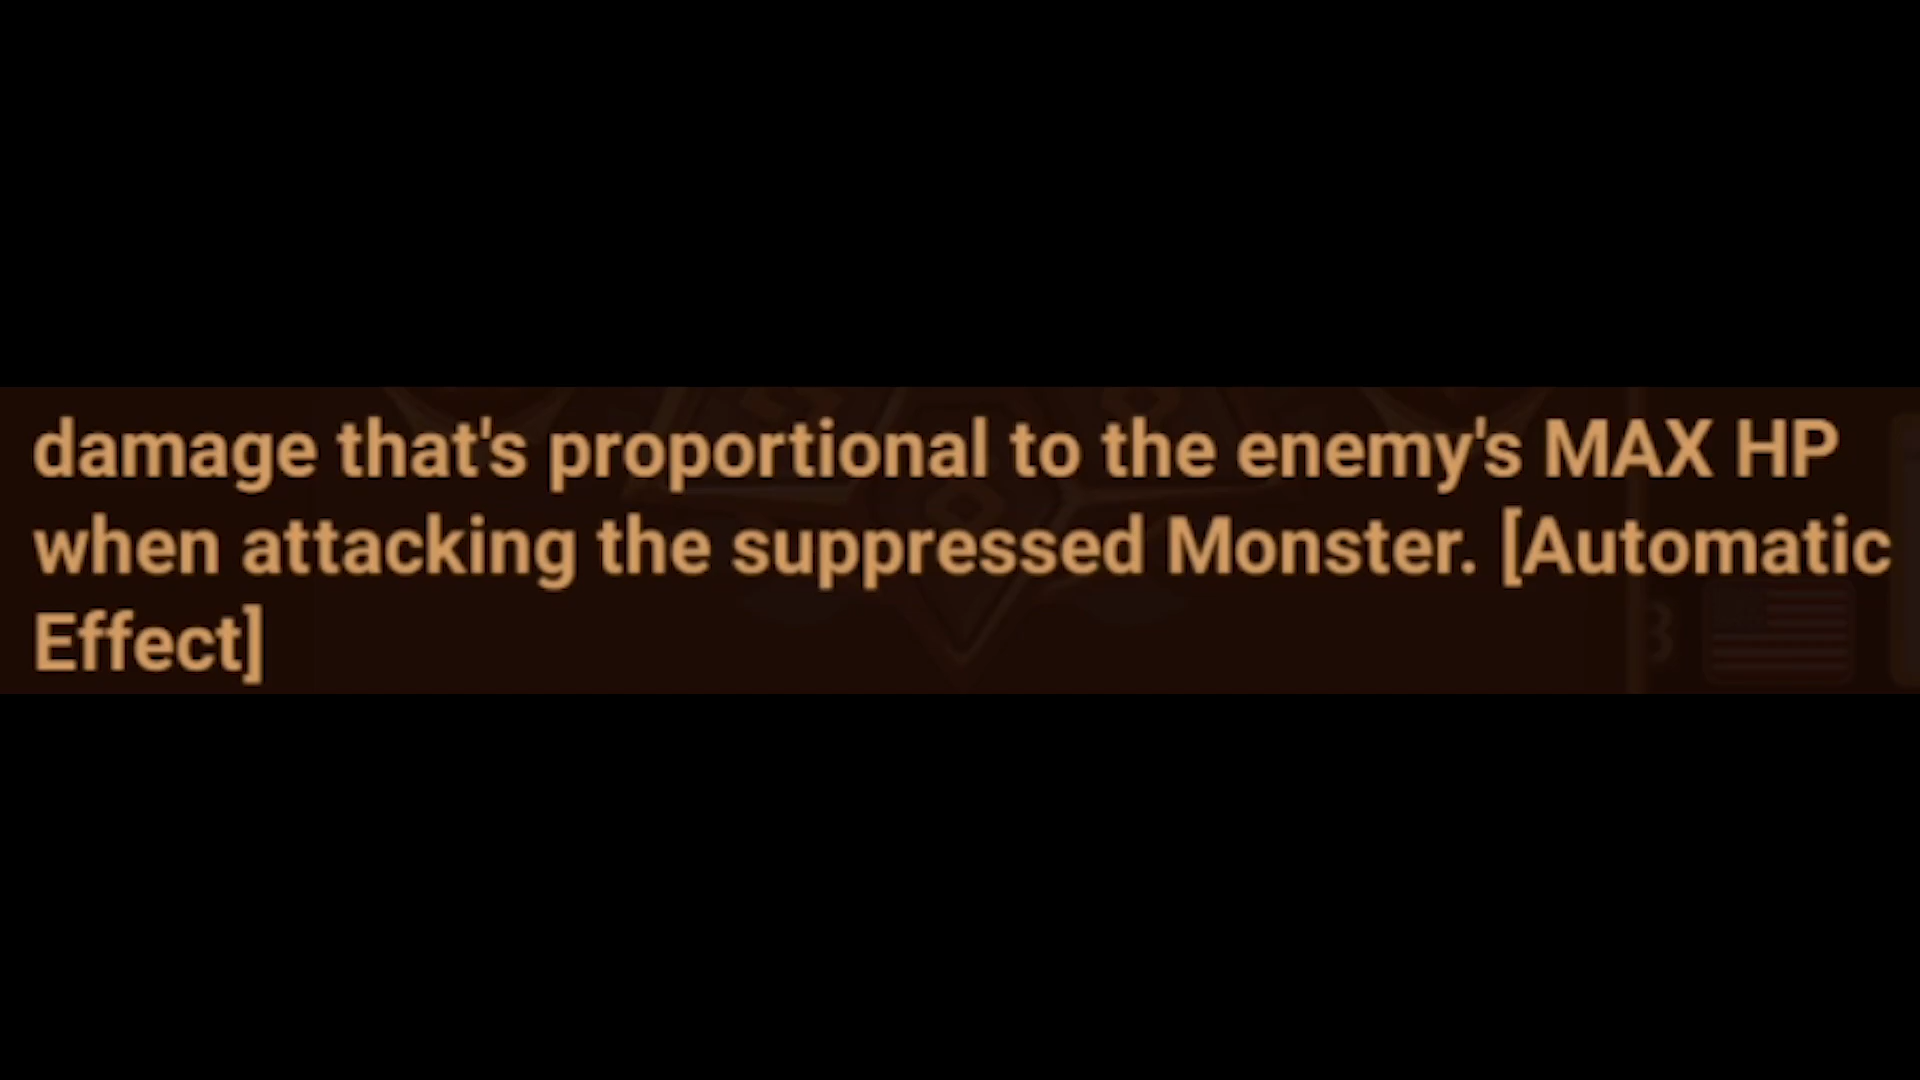 damage that's proportional to the enemy's MAX HP
when attacking the suppressed Monster. [Automatic
Effect]